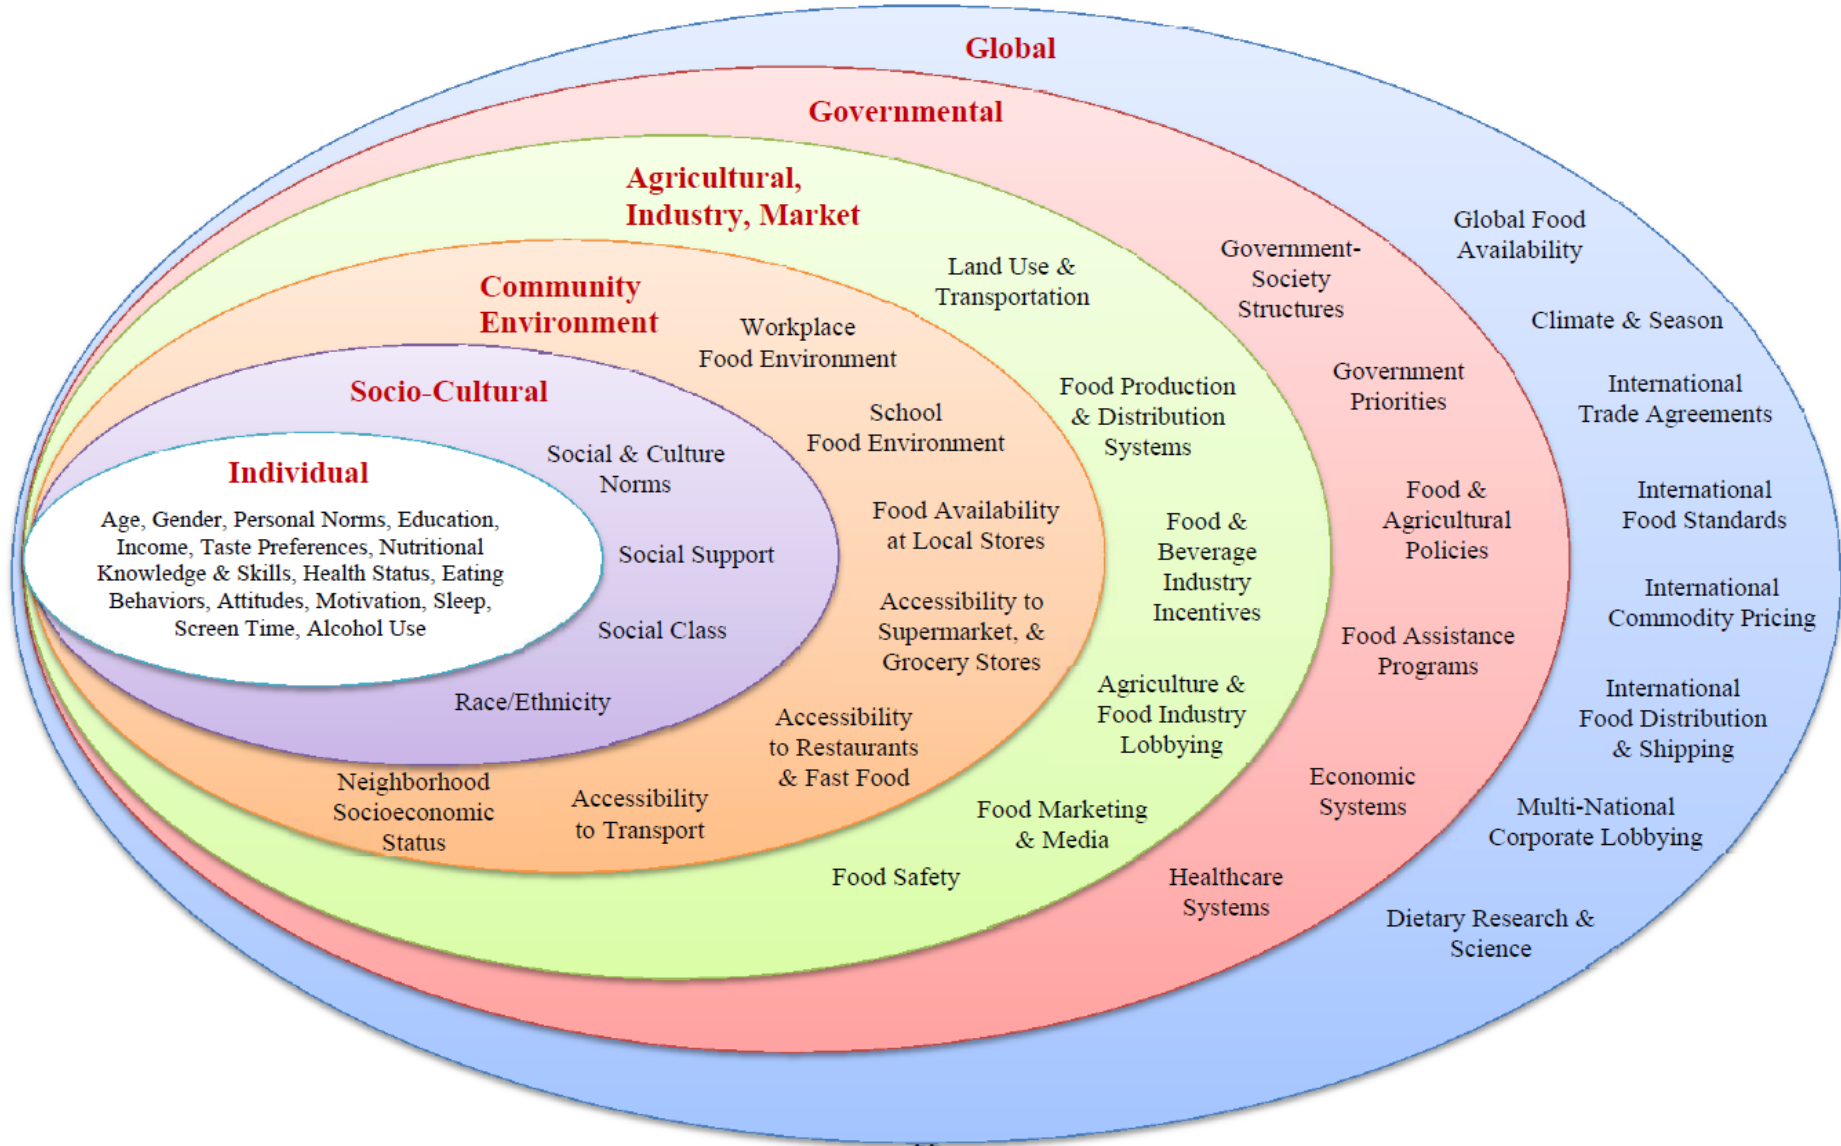 Global
Governmental
Agricultural,
Industry, Market
Community
Environment
Socio-Cultural
Individual
Age, Gender, Personal Norms, Education,
Income, Taste Preferences, Nutritional
Knowledge & Skills, Health Status, Eating
Behaviors, Attitudes, Motivation, Sleep,
Screen Time, Alcohol Use
Social & Culture
Norms
Social Support
Social Class
Race/Ethnicity
Workplace
Food Environment
School
Food Environment
Food Availability
at Local Stores
Accessibility to
Supermarket, &
Grocery Stores
Accessibility
to Restaurants
& Fast Food
Accessibility
to Transport
Neighborhood
Socioeconomic
Status
Land Use &
Transportation
Food Production
& Distribution
Systems
Food &
Beverage
Industry
Incentives
Agriculture &
Food Industry
Lobbying
Food Marketing
& Media
Food Safety
Government-
Society
Structures
Government
Priorities
Food &
Agricultural
Policies
Food Assistance
Programs
Economic
Systems
Healthcare
Systems
Global Food
Availability
Climate & Season
International
Trade Agreements
International
Food Standards
International
Commodity Pricing
International
Food Distribution
& Shipping
Multi-National
Corporate Lobbying
Dietary Research &
Science